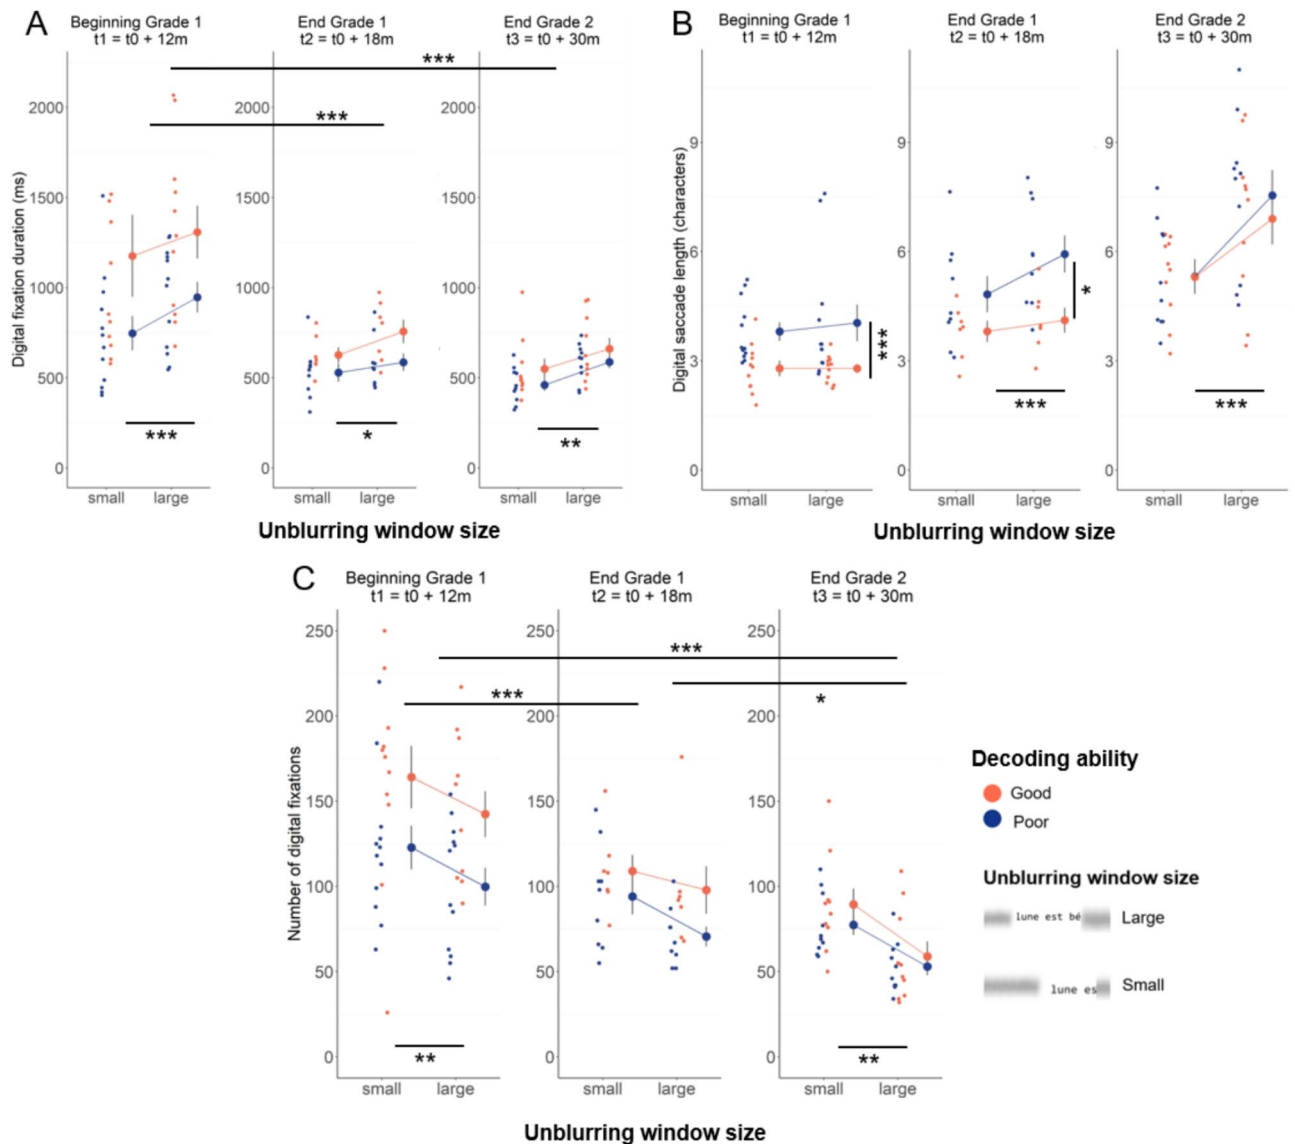 A
Beginning Grade 1
t1 = t0 + 12m
End Grade 1
t2 = t0 + 18m
End Grade 2
t3 = t0 + 30m
Digital fixation duration (ms)
2000
1500
1000
500
0
2000
1500
1000
500
0
2000
1500
1000
500
0
***
***
***
*
**
small large
small large
small large
Unblurring window size
B
Beginning Grade 1
t1 = t0 + 12m
End Grade 1
t2 = t0 + 18m
End Grade 2
t3 = t0 + 30m
Digital saccade length (characters)
9
6
3
0
9
6
3
0
9
6
3
0
***
*
***
***
small large
small large
small large
Unblurring window size
C
Beginning Grade 1
t1 = t0 + 12m
End Grade 1
t2 = t0 + 18m
End Grade 2
t3 = t0 + 30m
Number of digital fixations
250
200
150
100
50
0
250
200
150
100
50
0
250
200
150
100
50
0
***
***
*
**
**
small large
small large
small large
Unblurring window size
Decoding ability
Good
Poor
Unblurring window size
lune est bé
Large
lune es
Small